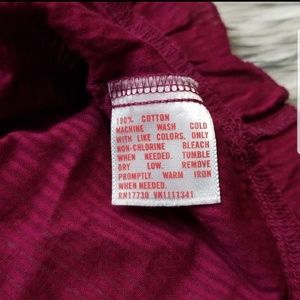 100% COTTON
MACHINE WASH COLD
WITH LIKE COLORS. ONLY
NON-CHLORINE BLEACH
WHEN NEEDED. TUMBLE
DRY LOW. REMOVE
PROMPTLY. WARM IRON
WHEN NEEDED.
RN17730 VN1111341